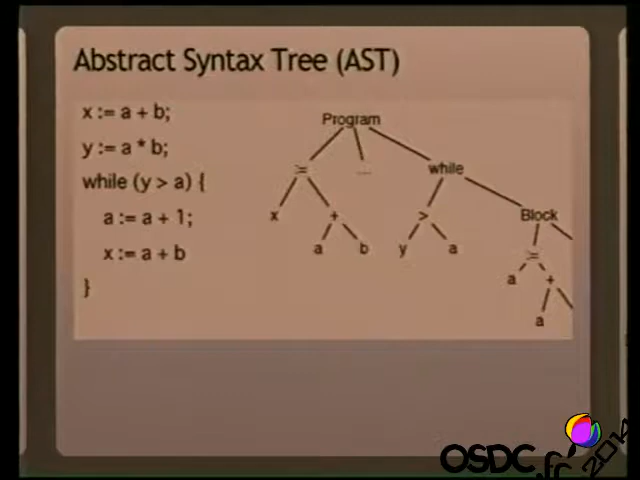 Abstract Syntax Tree (AST)
x := a + b;
y := a * b;
while (y > a) {
a := a + 1;
x := a + b
}
Program
:= ... while
x + > Block
a b y a :=
a +
a
OSDC.fr 2014